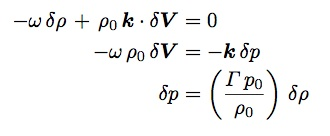 −ω δρ + ρ₀ 𝒌 · δ𝑽 = 0
−ω ρ₀ δ𝑽 = −𝒌 δp
δp = (Γ p₀ / ρ₀) δρ